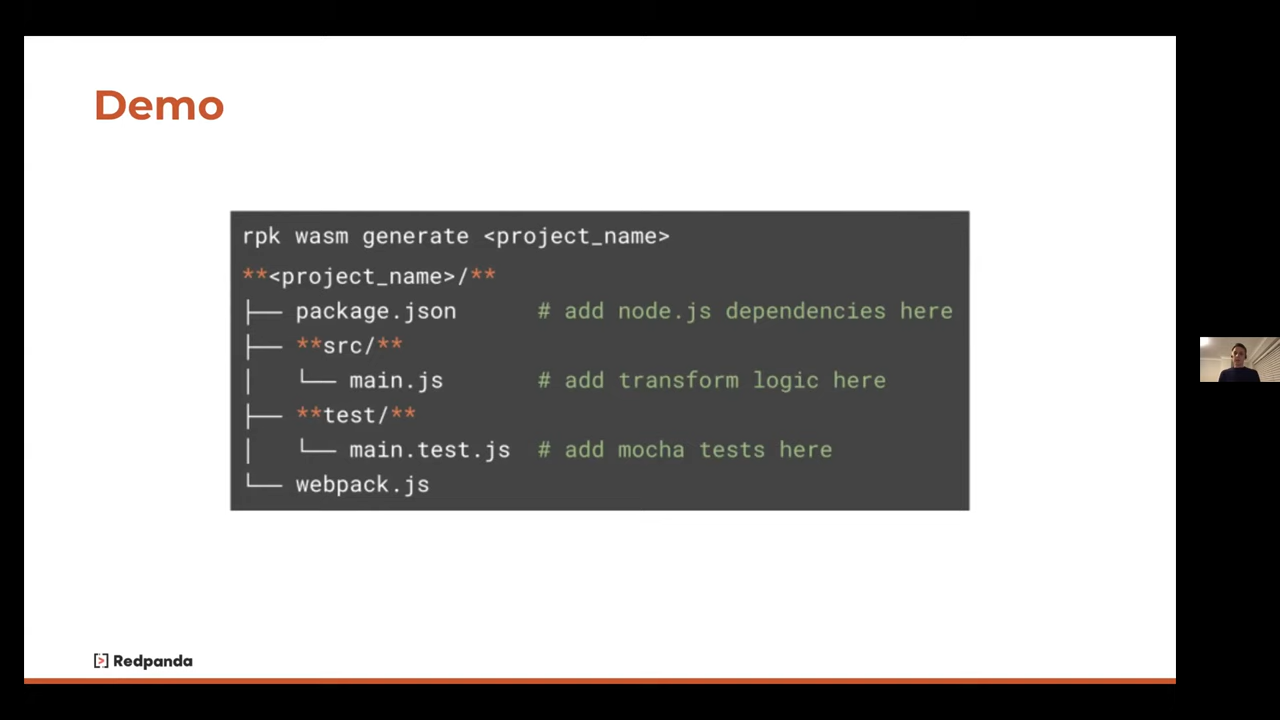 Demo
rpk wasm generate <project_name>
**<project_name>/**
├── package.json # add node.js dependencies here
├── **src/**
│ └── main.js # add transform logic here
├── **test/**
│ └── main.test.js # add mocha tests here
└── webpack.js
[>] Redpanda